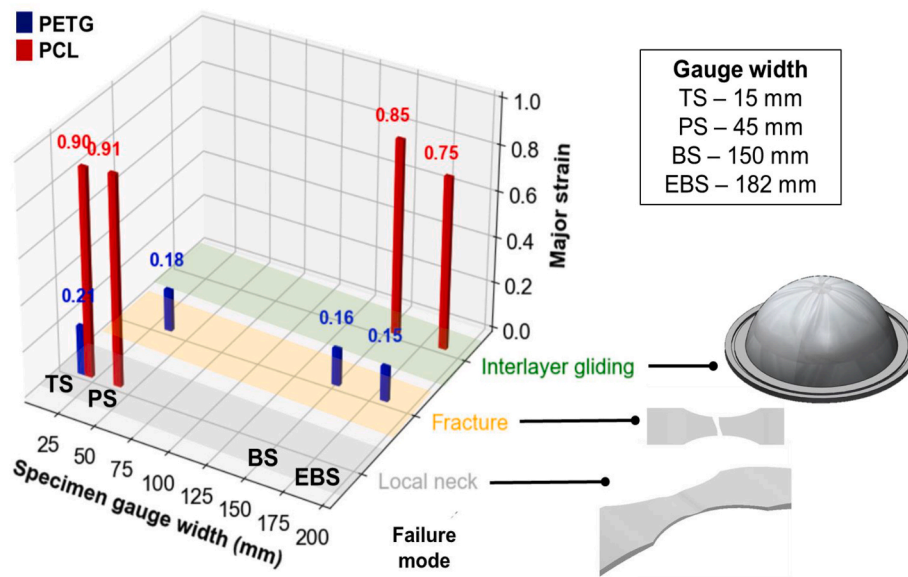 PETG
PCL
0.90
0.91
0.85
0.75
0.21
0.18
0.16
0.15
1.0
0.8
0.6
0.4
0.2
0.0
Major strain
TS
PS
BS
EBS
25
50
75
100
125
150
175
200
Specimen gauge width (mm)
Interlayer gliding
Fracture
Local neck
Failure
mode
Gauge width
TS – 15 mm
PS – 45 mm
BS – 150 mm
EBS – 182 mm